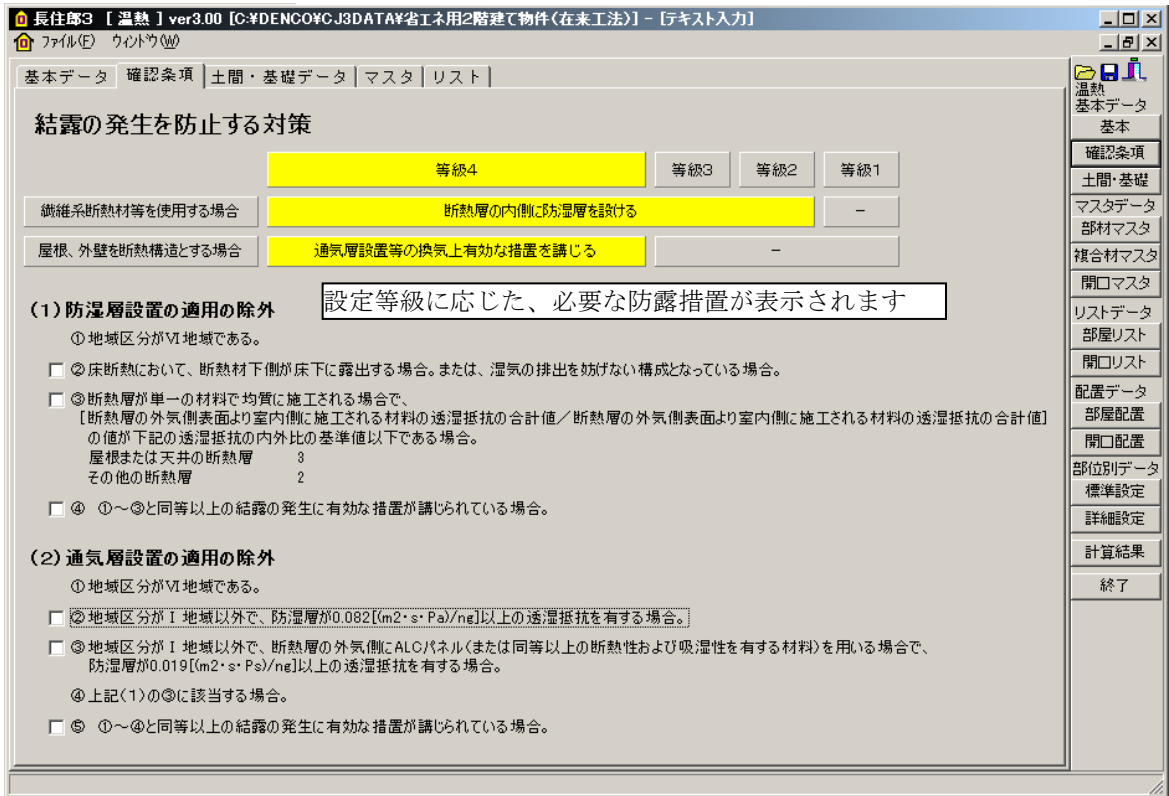 長住郎3 [ 温熱 ] ver3.00 [C:¥DENCO¥CJ3DATA¥省エネ用2階建て物件(在来工法)] - [テキスト入力]
ファイル(F) ウィンドウ(W)
基本データ 確認条項 土間・基礎データ マスタ リスト
結露の発生を防止する対策
等級4 等級3 等級2 等級1
繊維系断熱材等を使用する場合 断熱層の内側に防湿層を設ける −
屋根、外壁を断熱構造とする場合 通気層設置等の換気上有効な措置を講じる −
設定等級に応じた、必要な防露措置が表示されます
(1)防湿層設置の適用の除外
①地域区分がⅥ地域である。
②床断熱において、断熱材下側が床下に露出する場合。または、湿気の排出を妨げない構成となっている場合。
③断熱層が単一の材料で均質に施工される場合で、
[断熱層の外気側表面より室内側に施工される材料の透湿抵抗の合計値/断熱層の外気側表面より室内側に施工される材料の透湿抵抗の合計値]
の値が下記の透湿抵抗の内外比の基準値以下である場合。
屋根または天井の断熱層 3
その他の断熱層 2
④ ①~③と同等以上の結露の発生に有効な措置が講じられている場合。
(2)通気層設置の適用の除外
①地域区分がⅥ地域である。
②地域区分がⅠ地域以外で、防湿層が0.082[(m2・s・Pa)/ng]以上の透湿抵抗を有する場合。
③地域区分がⅠ地域以外で、断熱層の外気側にALCパネル(または同等以上の断熱性および吸湿性を有する材料)を用いる場合で、
防湿層が0.019[(m2・s・Ps)/ng]以上の透湿抵抗を有する場合。
④上記(1)の③に該当する場合。
⑤ ①~④と同等以上の結露の発生に有効な措置が講じられている場合。
温熱
基本データ
基本
確認条項
土間・基礎
マスタデータ
部材マスタ
複合材マスタ
開口マスタ
リストデータ
部屋リスト
開口リスト
配置データ
部屋配置
開口配置
部位別データ
標準設定
詳細設定
計算結果
終了